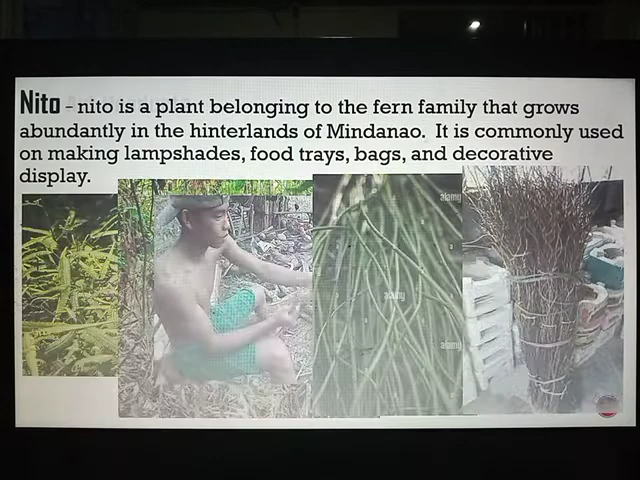 Nito – nito is a plant belonging to the fern family that grows
abundantly in the hinterlands of Mindanao. It is commonly used
on making lampshades, food trays, bags, and decorative
display.
alamy
alamy
alamy